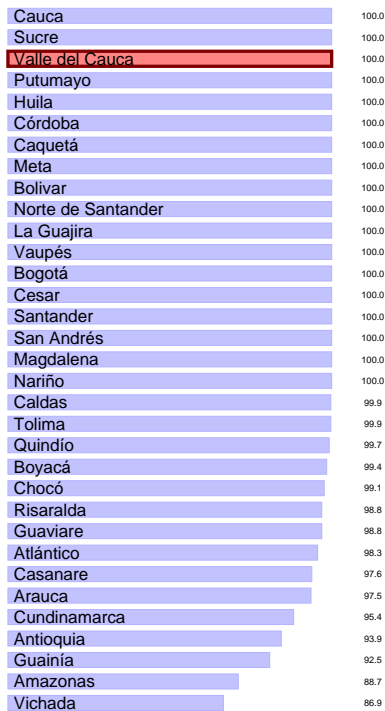 Cauca 100.0
Sucre 100.0
Valle del Cauca 100.0
Putumayo 100.0
Huila 100.0
Córdoba 100.0
Caquetá 100.0
Meta 100.0
Bolivar 100.0
Norte de Santander 100.0
La Guajira 100.0
Vaupés 100.0
Bogotá 100.0
Cesar 100.0
Santander 100.0
San Andrés 100.0
Magdalena 100.0
Nariño 100.0
Caldas 99.9
Tolima 99.9
Quindío 99.7
Boyacá 99.4
Chocó 99.1
Risaralda 98.8
Guaviare 98.8
Atlántico 98.3
Casanare 97.6
Arauca 97.5
Cundinamarca 95.4
Antioquia 93.9
Guainía 92.5
Amazonas 88.7
Vichada 86.9